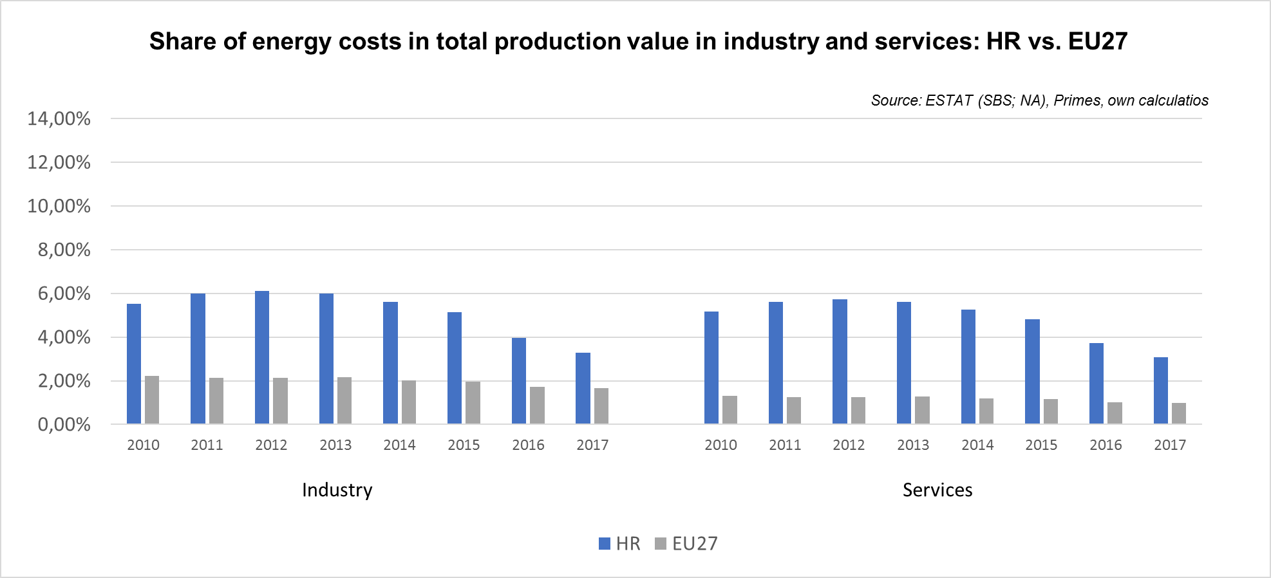 Share of energy costs in total production value in industry and services: HR vs. EU27
Source: ESTAT (SBS; NA), Primes, own calculatios
14,00%
12,00%
10,00%
8,00%
6,00%
4,00%
2,00%
0,00%
2010 2011 2012 2013 2014 2015 2016 2017 2010 2011 2012 2013 2014 2015 2016 2017
Industry Services
HR EU27